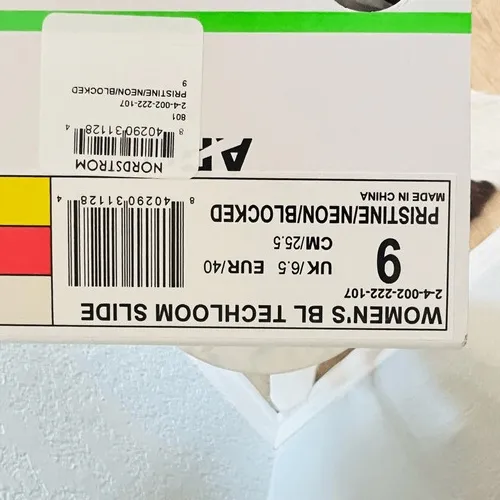 WOMEN'S BL TECHLOOM SLIDE
2-4-002-222-107
9
UK/6.5 EUR/40
CM/25.5
PRISTINE/NEON/BLOCKED
MADE IN CHINA
8 40290 31128 4
NORDSTROM
8 40290 31128 4
801
2-4-002-222-107
PRISTINE/NEON/BLOCKED
9